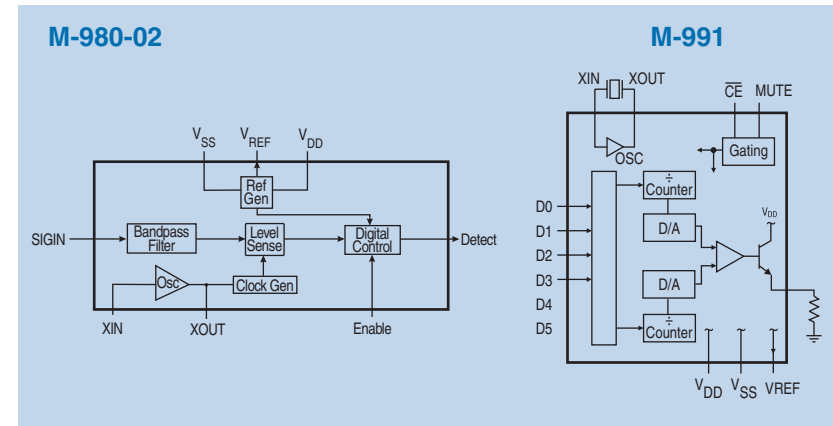 M-980-02
VSS VREF VDD
Ref
Gen
SIGIN
Bandpass
Filter
Level
Sense
Digital
Control
Detect
Osc
Clock Gen
XIN
XOUT
Enable
M-991
XIN XOUT
CE MUTE
OSC
Gating
÷
Counter
D/A
VDD
D0
D1
D2
D3
D4
D5
D/A
÷
Counter
VDD VSS VREF